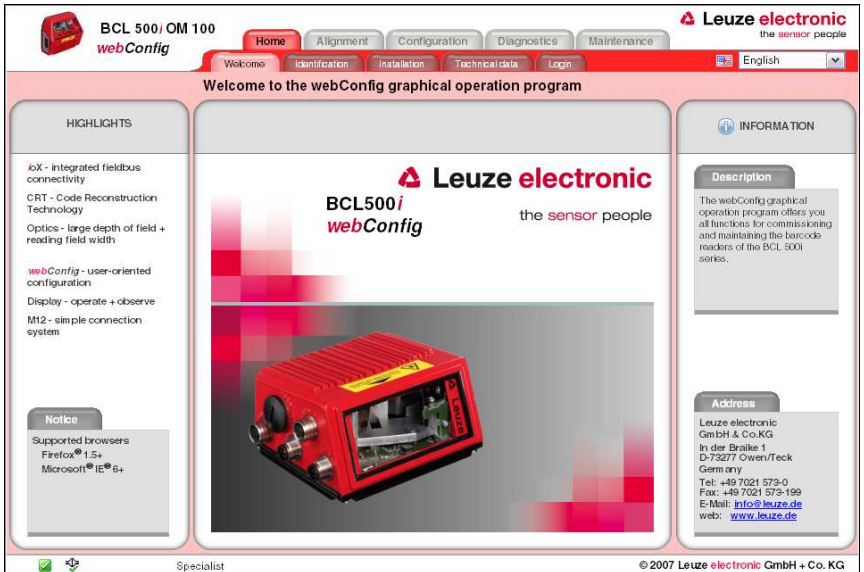 BCL 500i OM 100
webConfig
Home
Alignment
Configuration
Diagnostics
Maintenance
Leuze electronic
the sensor people
Welcome
Identification
Installation
Technical data
Login
English
Welcome to the webConfig graphical operation program
HIGHLIGHTS
ioX - integrated fieldbus
connectivity
CRT - Code Reconstruction
Technology
Optics - large depth of field +
reading field width
webConfig - user-oriented
configuration
Display - operate + observe
M12 - simple connection
system
Notice
Supported browsers
Firefox® 1.5+
Microsoft® IE® 6+
Leuze electronic
BCL500i
webConfig
the sensor people
Leuze
INFORMATION
Description
The webConfig graphical
operation program offers you
all functions for commissioning
and maintaining the barcode
readers of the BCL 500i
series.
Address
Leuze electronic
GmbH & Co.KG
In der Braike 1
D-73277 Owen/Teck
Germany
Tel: +49 7021 573-0
Fax: +49 7021 573-199
E-Mail: info@leuze.de
web: www.leuze.de
Specialist
© 2007 Leuze electronic GmbH + Co. KG